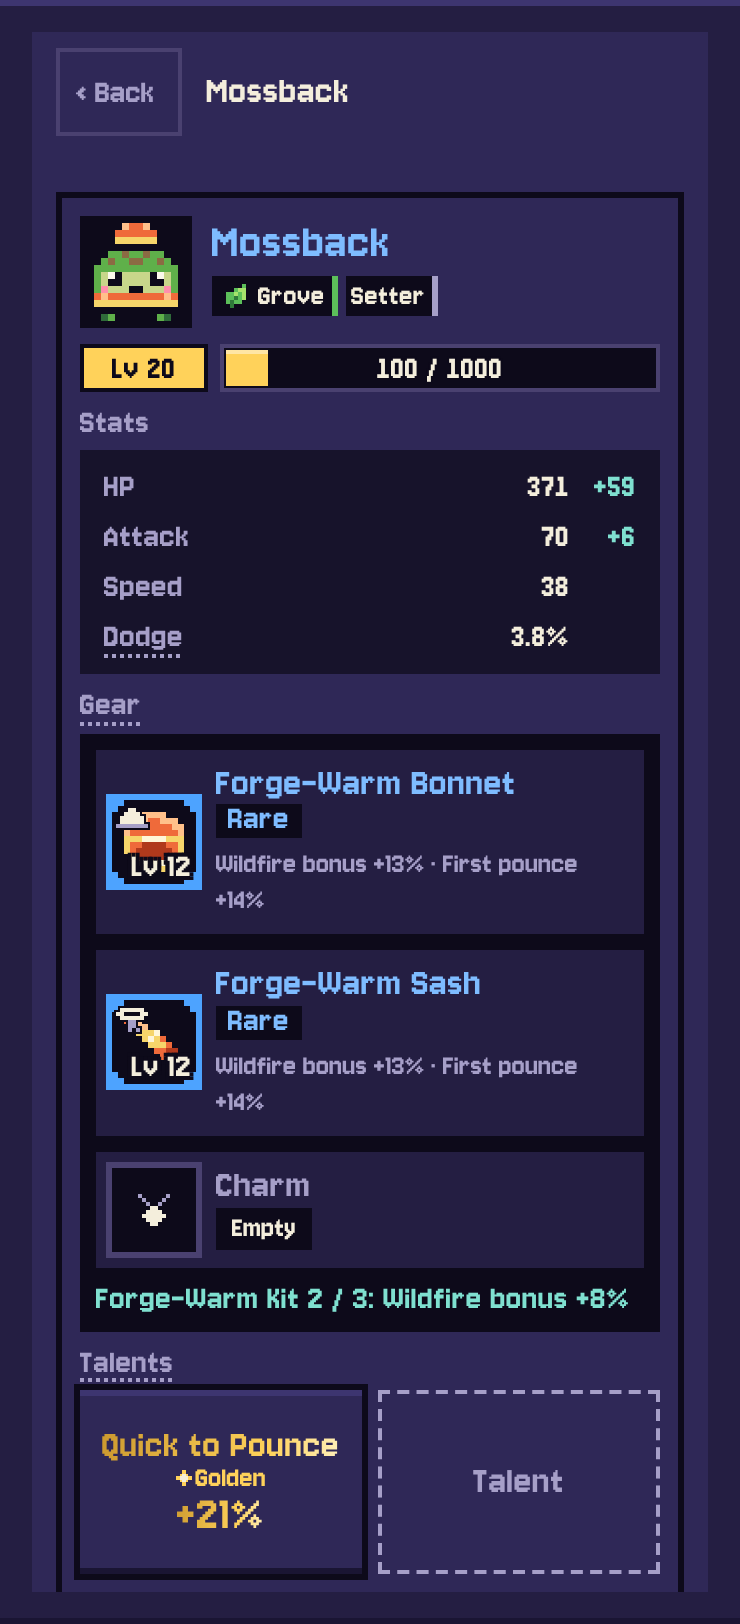 ‹ Back
Mossback
Mossback
Grove
Setter
Lv 20
100 / 1000
Stats
HP 371 +59
Attack 70 +6
Speed 38
Dodge 3.8%
Gear
Forge-Warm Bonnet
Rare
Lv 12
Wildfire bonus +13% · First pounce
+14%
Forge-Warm Sash
Rare
Lv 12
Wildfire bonus +13% · First pounce
+14%
Charm
Empty
Forge-Warm Kit 2 / 3: Wildfire bonus +8%
Talents
Quick to Pounce
Golden
+21%
Talent